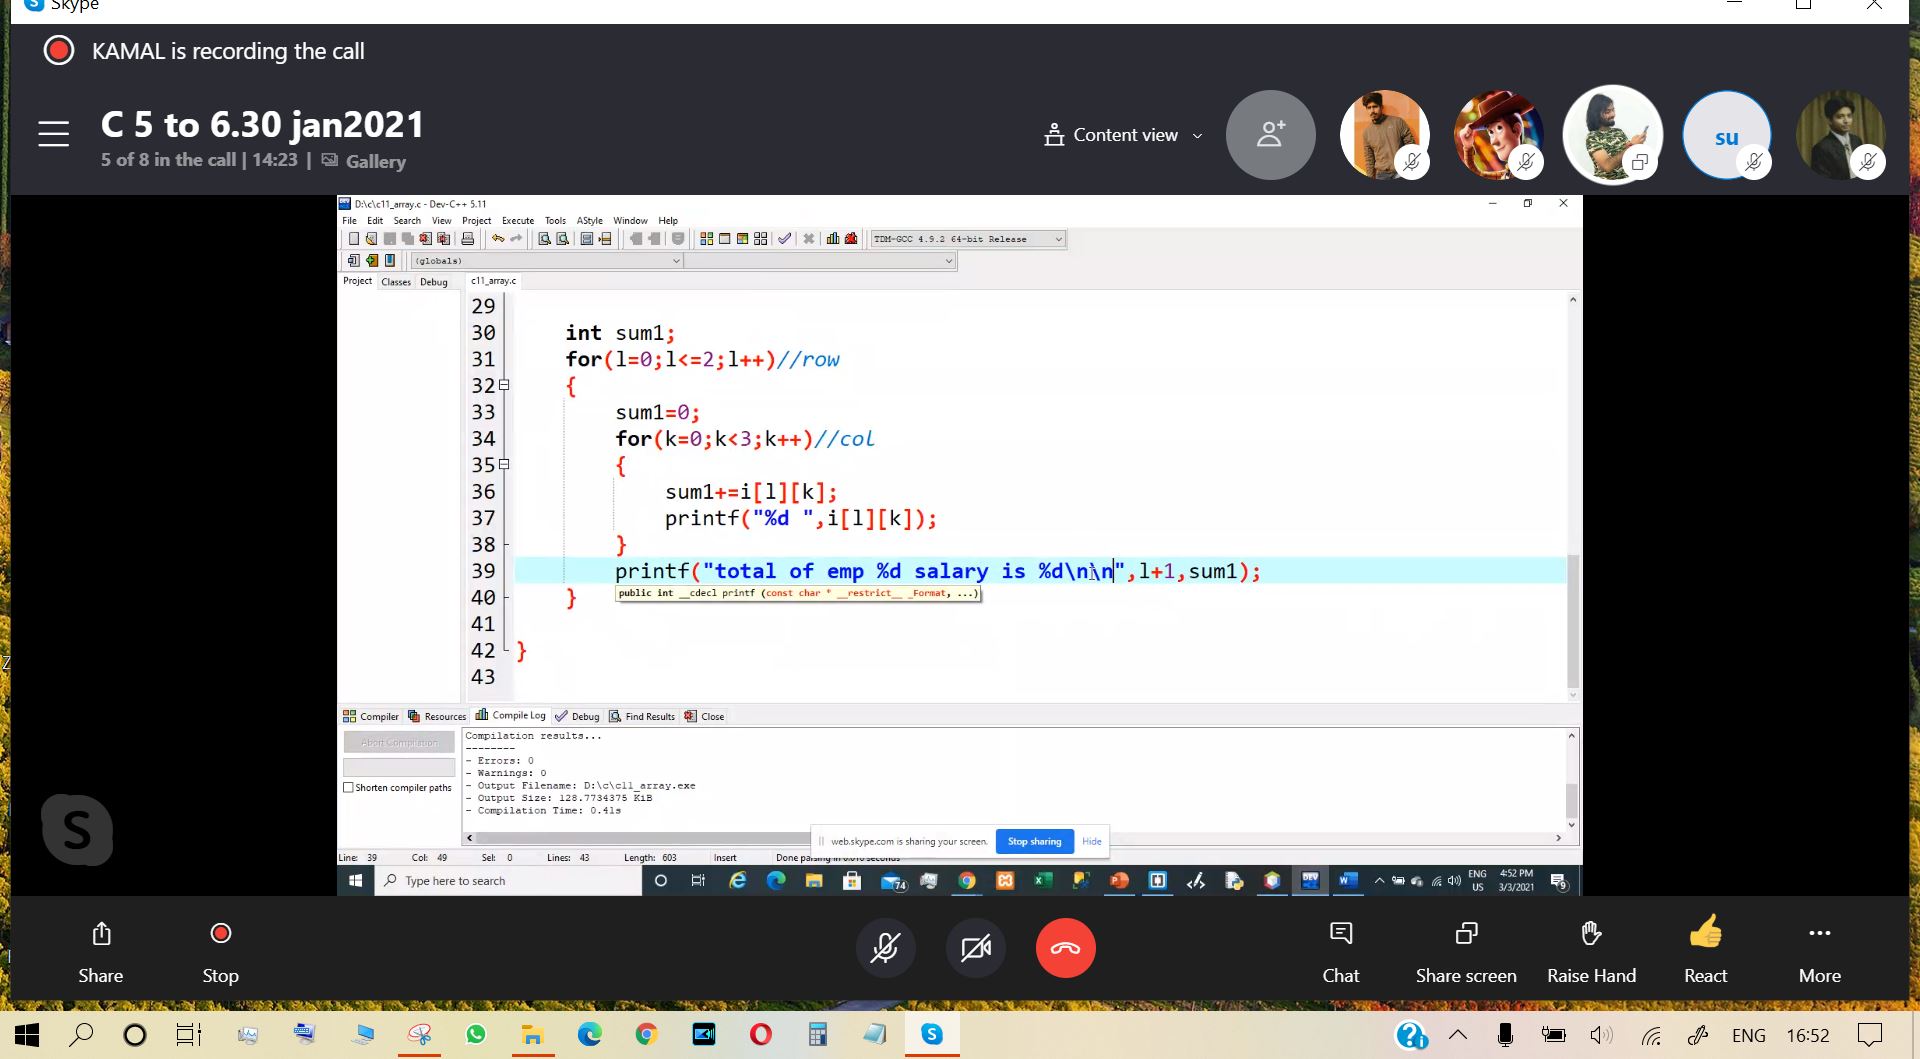 Skype
KAMAL is recording the call
C 5 to 6.30 jan2021
5 of 8 in the call | 14:23 | Gallery
Content view
su
D:\c\c11_array.c - Dev-C++ 5.11
File Edit Search View Project Execute Tools AStyle Window Help
TDM-GCC 4.9.2 64-bit Release
(globals)
Project Classes Debug
c11_array.c
29
30 int sum1;
31 for(l=0;l<=2;l++)//row
32 {
33 sum1=0;
34 for(k=0;k<3;k++)//col
35 {
36 sum1+=i[l][k];
37 printf("%d ",i[l][k]);
38 }
39 printf("total of emp %d salary is %d\n\n",l+1,sum1);
40 }
public int __cdecl printf (const char * __restrict__ _Format, ...)
41
42 }
43
Compiler Resources Compile Log Debug Find Results Close
Abort Compilation
Shorten compiler paths
Compilation results...
--------
- Errors: 0
- Warnings: 0
- Output Filename: D:\c\c11_array.exe
- Output Size: 128.7734375 KiB
- Compilation Time: 0.41s
web.skype.com is sharing your screen. Stop sharing Hide
Line: 39 Col: 49 Sel: 0 Lines: 43 Length: 603 Insert Done parsing in 0.016 seconds
Type here to search
74
ENG
US
4:52 PM
3/3/2021
9
Share
Stop
Chat
Share screen
Raise Hand
React
More
ENG
16:52